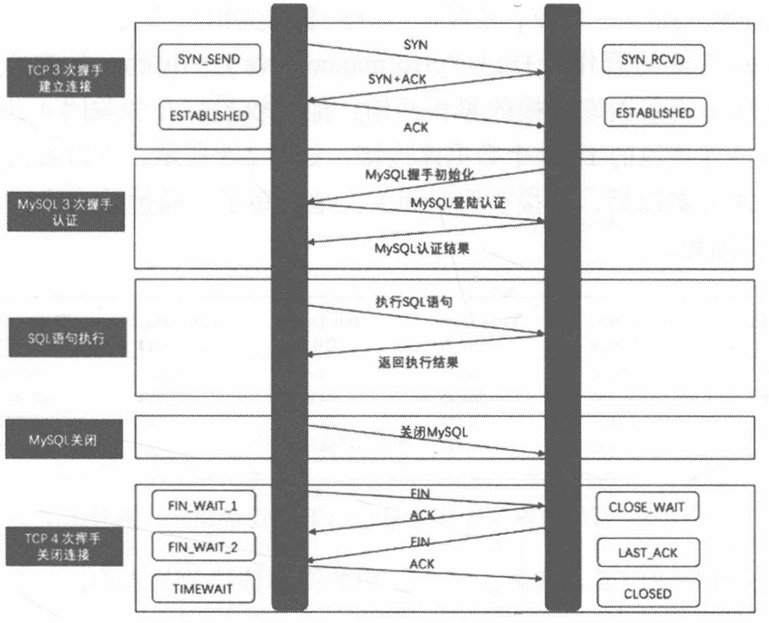 TCP 3 次握手
建立连接
SYN_SEND
SYN
SYN_RCVD
SYN+ACK
ESTABLISHED
ACK
ESTABLISHED
MySQL 3 次握手
认证
MySQL握手初始化
MySQL登陆认证
MySQL认证结果
SQL语句执行
执行SQL语句
返回执行结果
MySQL关闭
关闭MySQL
TCP 4 次挥手
关闭连接
FIN_WAIT_1
FIN
ACK
CLOSE_WAIT
FIN_WAIT_2
FIN
LAST_ACK
ACK
TIMEWAIT
CLOSED